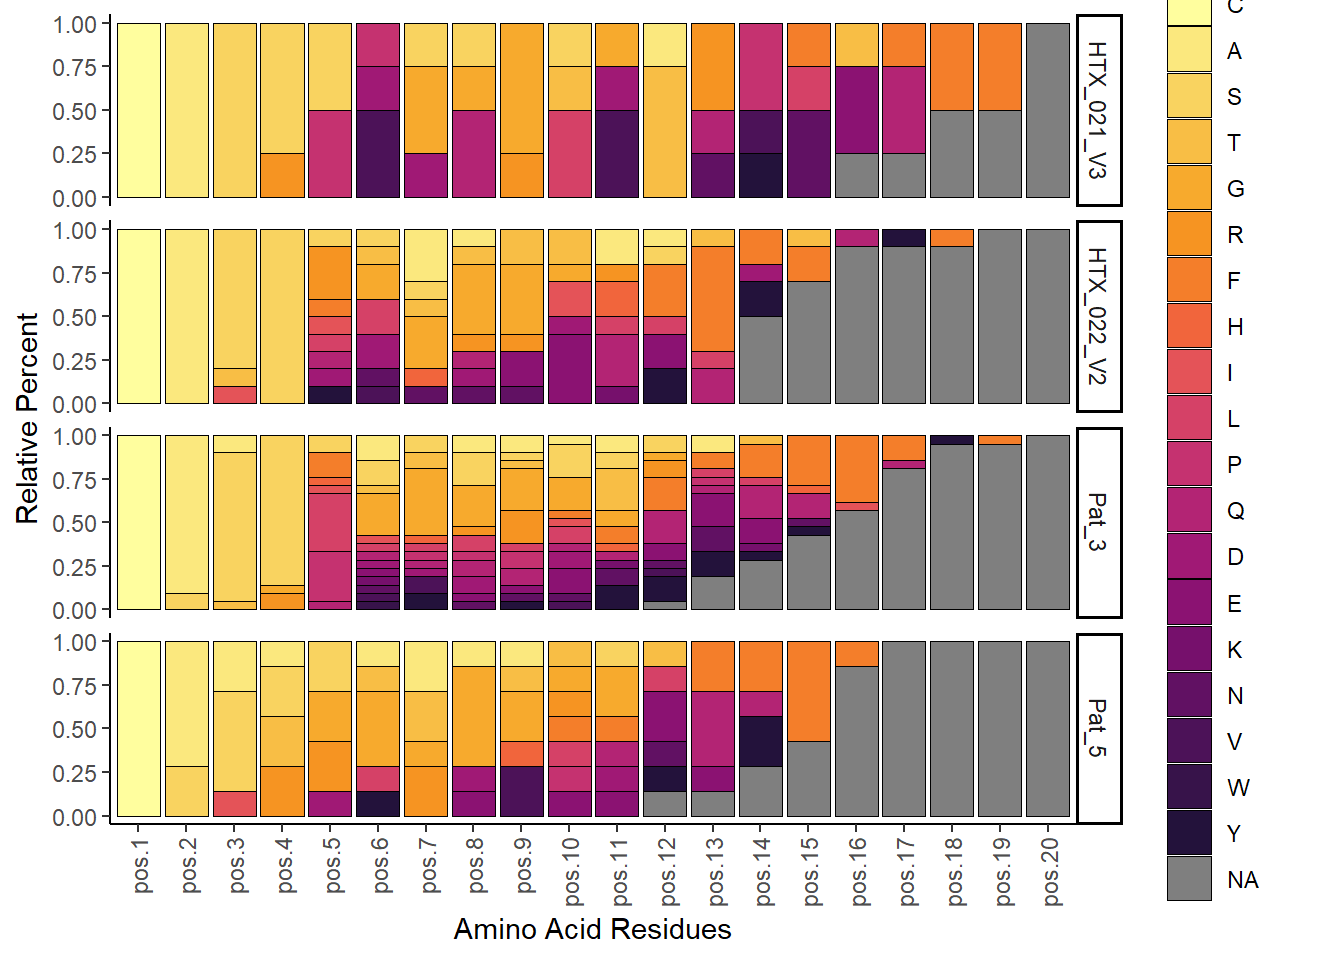 1.00
0.75
0.50
0.25
0.00
HTX_021_V3
1.00
0.75
0.50
0.25
0.00
HTX_022_V2
1.00
0.75
0.50
0.25
0.00
Pat_3
1.00
0.75
0.50
0.25
0.00
Pat_5
Relative Percent
pos.1
pos.2
pos.3
pos.4
pos.5
pos.6
pos.7
pos.8
pos.9
pos.10
pos.11
pos.12
pos.13
pos.14
pos.15
pos.16
pos.17
pos.18
pos.19
pos.20
Amino Acid Residues
C
A
S
T
G
R
F
H
I
L
P
Q
D
E
K
N
V
W
Y
NA